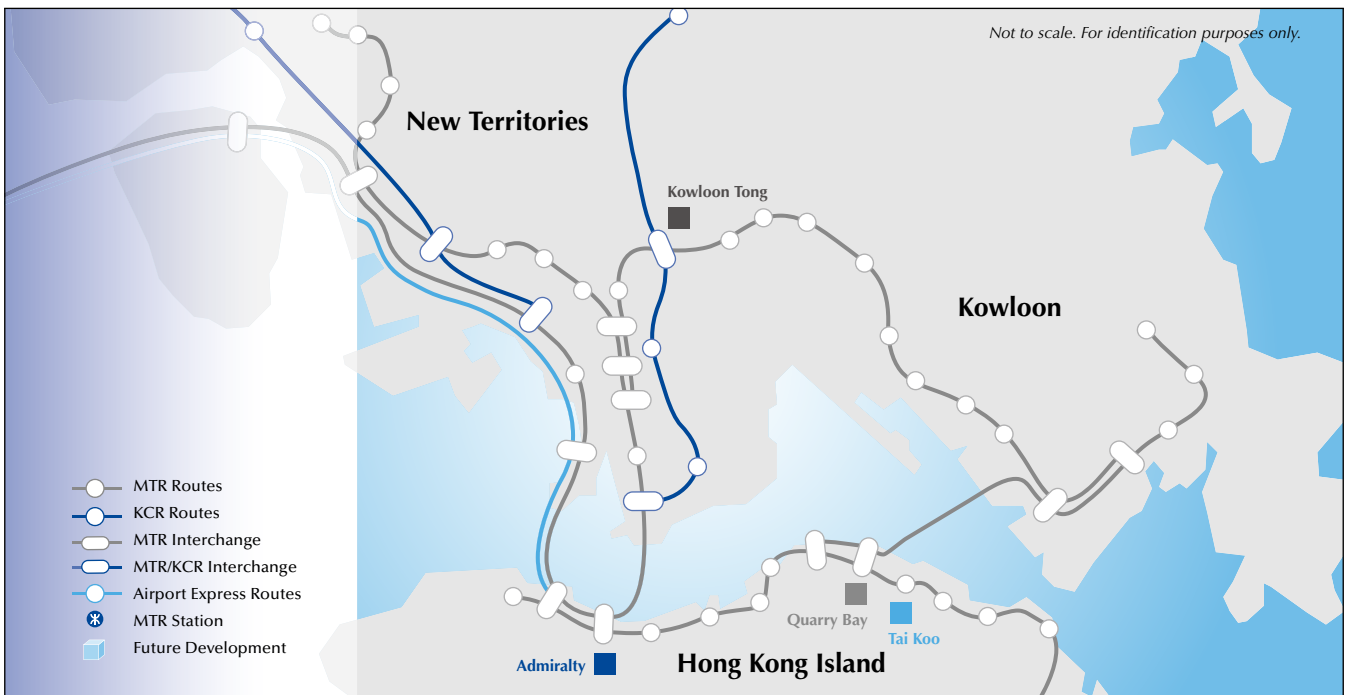 Not to scale. For identification purposes only.
New Territories
Kowloon Tong
Kowloon
MTR Routes
KCR Routes
MTR Interchange
MTR/KCR Interchange
Airport Express Routes
MTR Station
Future Development
Quarry Bay
Tai Koo
Admiralty
Hong Kong Island